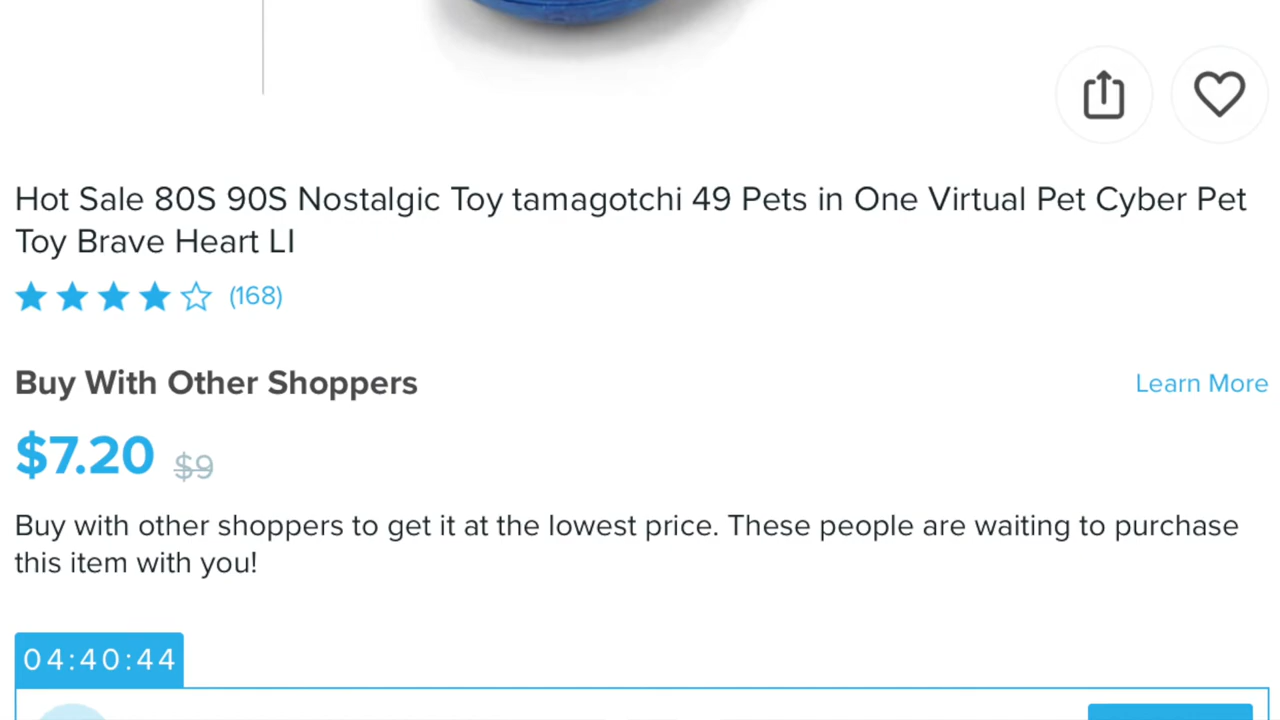 Hot Sale 80S 90S Nostalgic Toy tamagotchi 49 Pets in One Virtual Pet Cyber Pet
Toy Brave Heart LI
(168)
Buy With Other Shoppers
Learn More
$7.20 $9
Buy with other shoppers to get it at the lowest price. These people are waiting to purchase
this item with you!
04:40:44